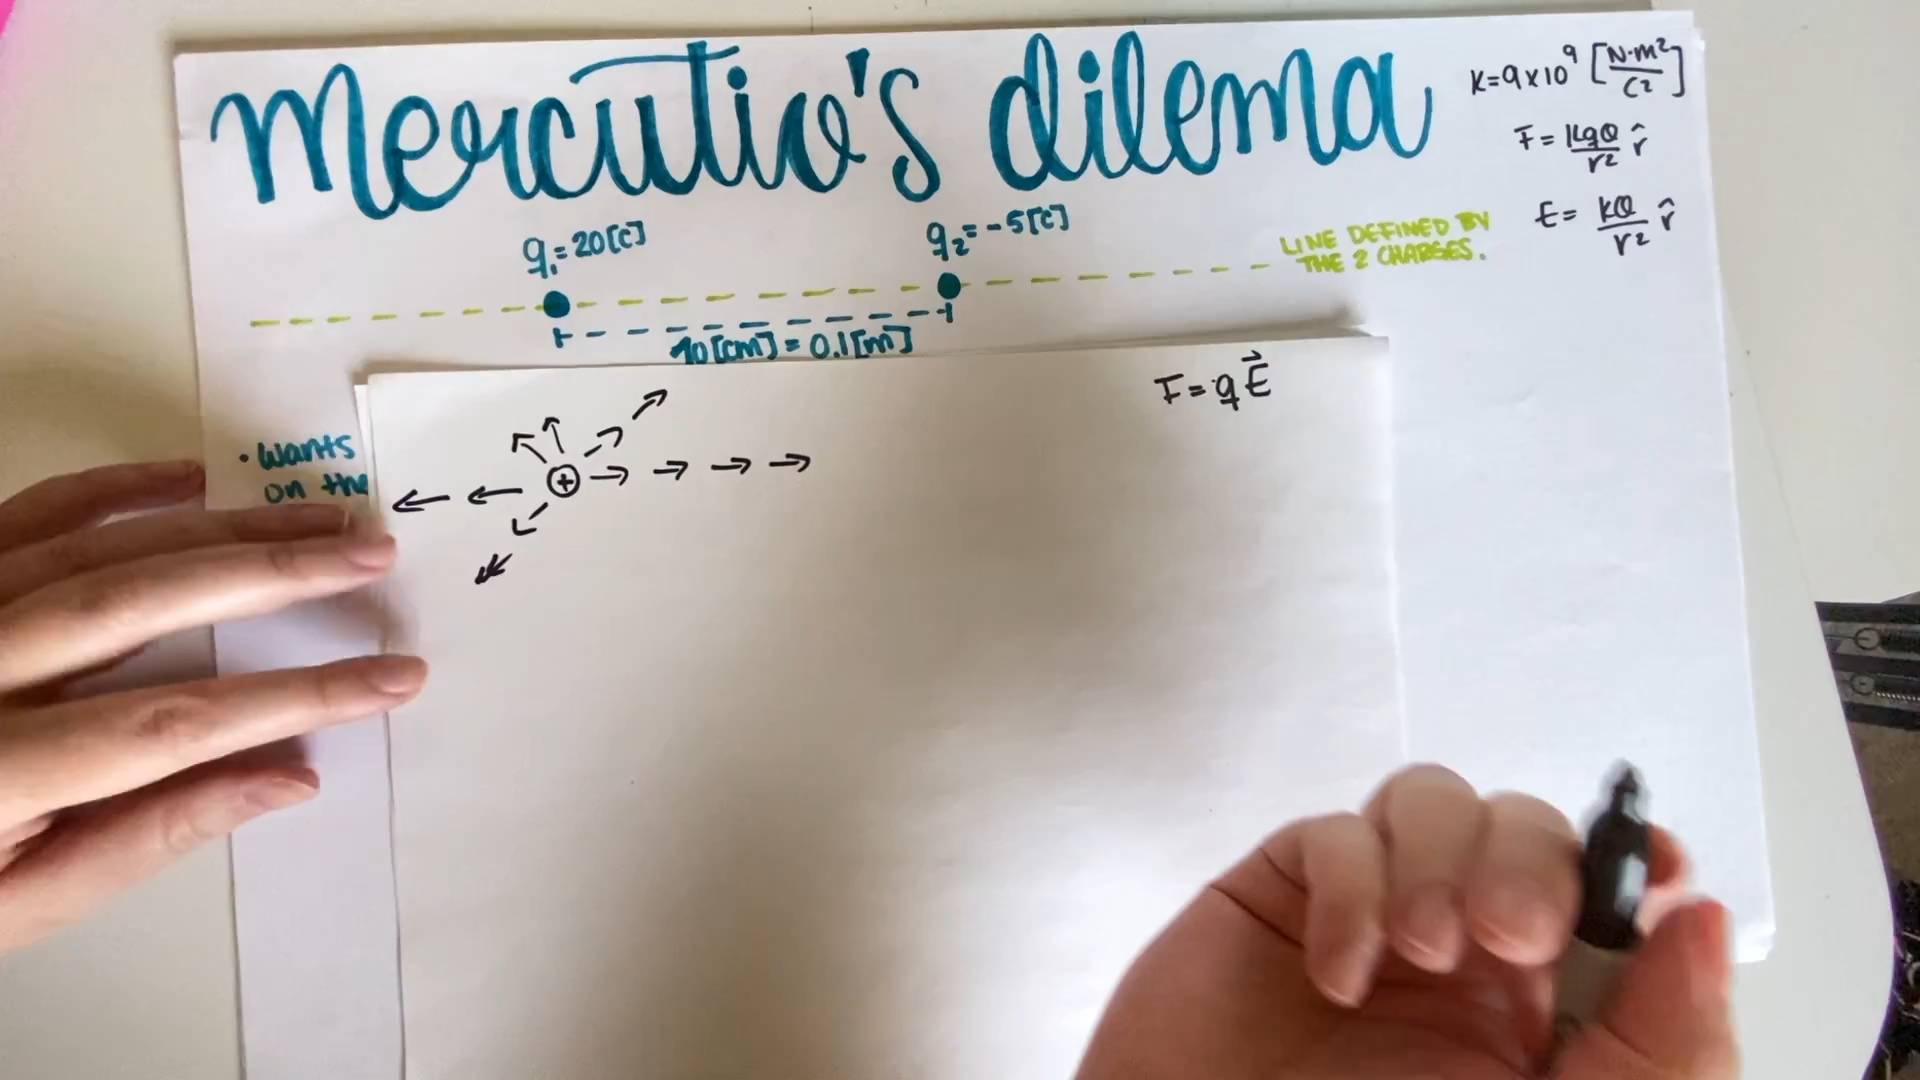 Mercutio's dilema
K=9x10⁹ [N·m²/C²]
F = KqQ/r² r̂
E = KQ/r² r̂
q₁=20[C]
q₂=-5[C]
LINE DEFINED BY
THE 2 CHARGES.
10[cm] = 0.1[m]
F = qE⃗
+
• Wants
on the